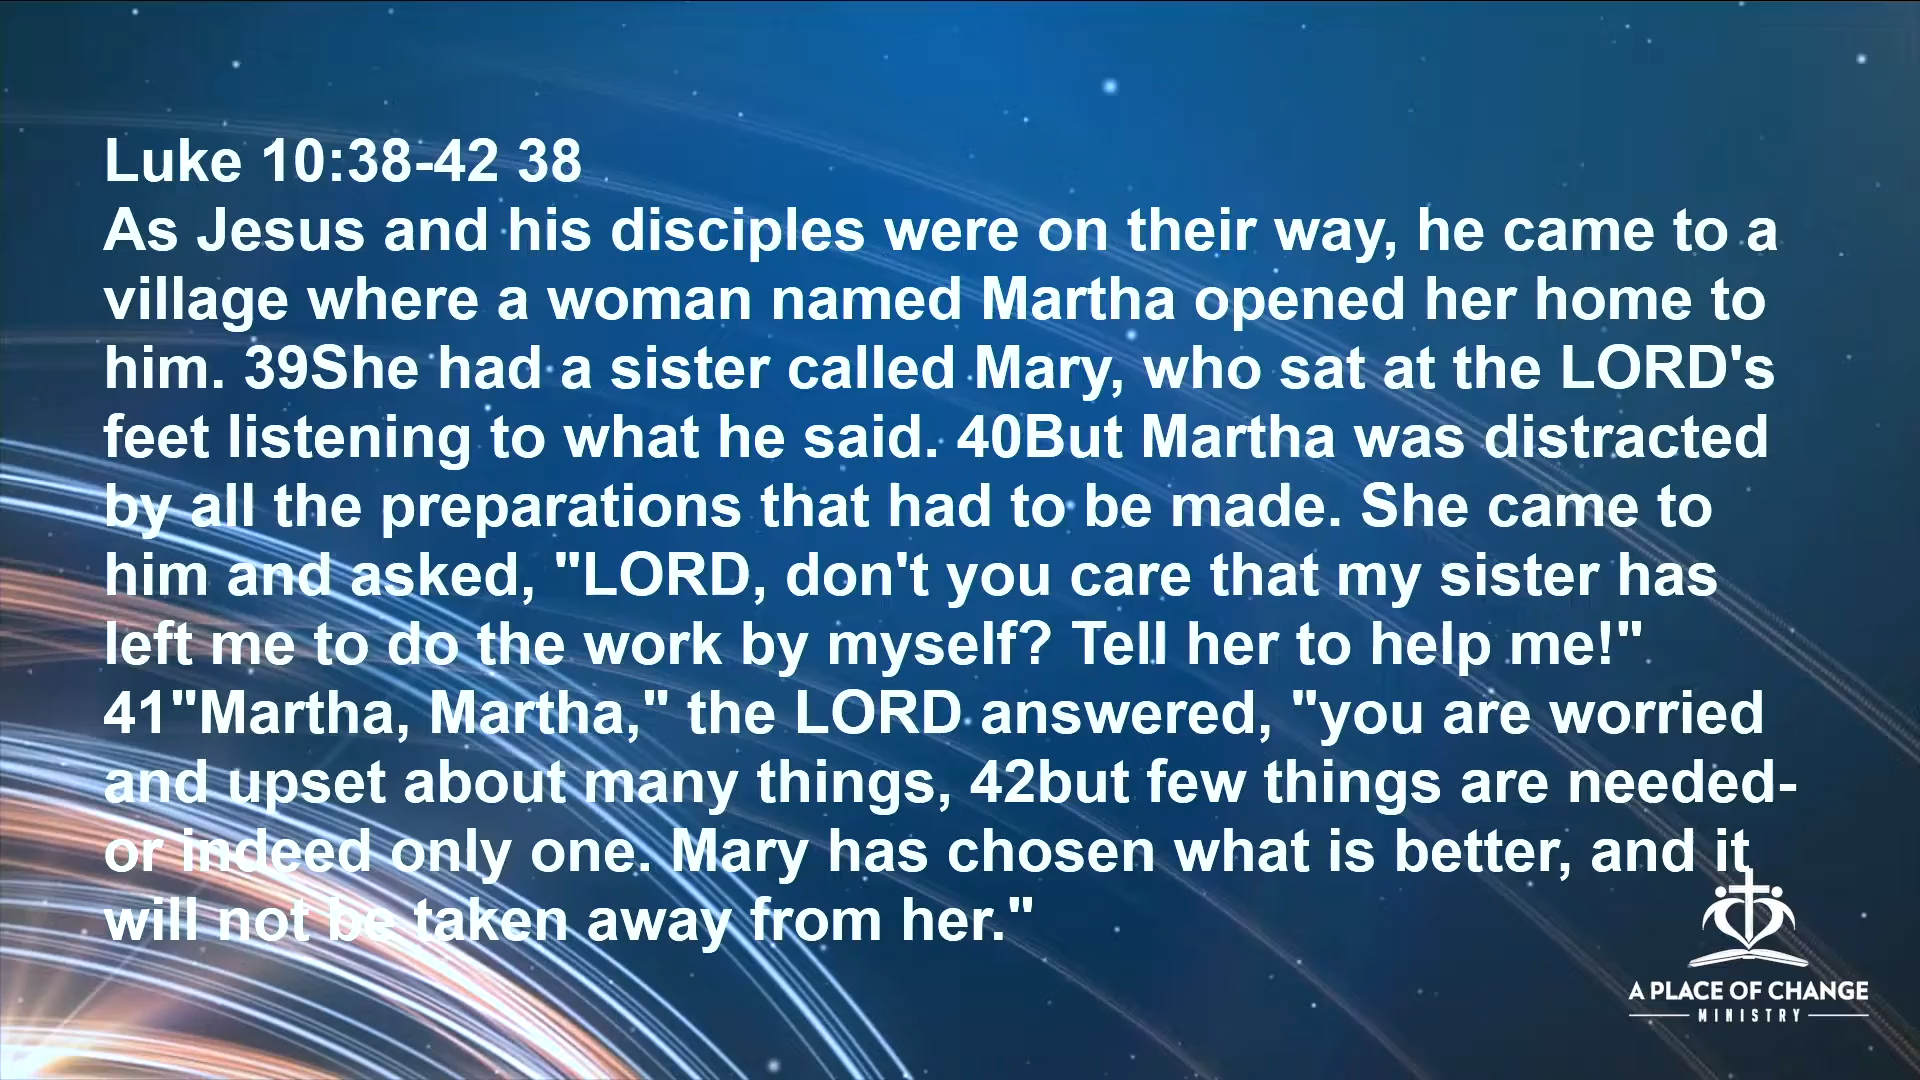 Luke 10:38-42 38
As Jesus and his disciples were on their way, he came to a
village where a woman named Martha opened her home to
him. 39She had a sister called Mary, who sat at the LORD's
feet listening to what he said. 40But Martha was distracted
by all the preparations that had to be made. She came to
him and asked, "LORD, don't you care that my sister has
left me to do the work by myself? Tell her to help me!"
41"Martha, Martha," the LORD answered, "you are worried
and upset about many things, 42but few things are needed-
or indeed only one. Mary has chosen what is better, and it
will not be taken away from her."
A PLACE OF CHANGE
MINISTRY